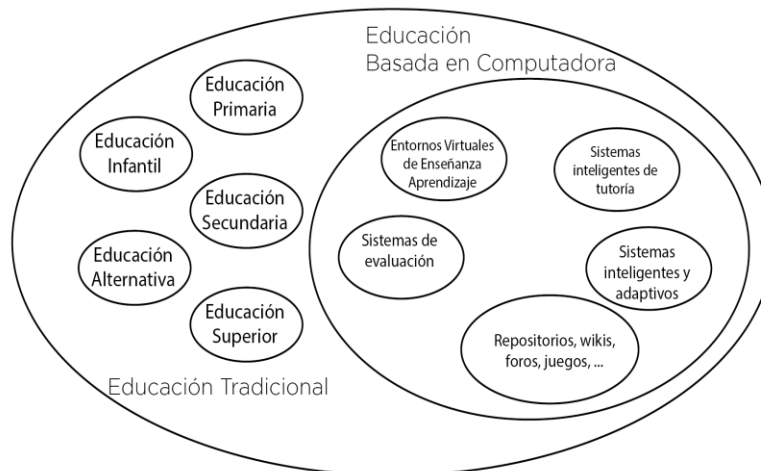 Educación
Basada en Computadora
Educación
Primaria
Educación
Infantil
Educación
Secundaria
Educación
Alternativa
Educación
Superior
Educación Tradicional
Entornos Virtuales
de Enseñanza
Aprendizaje
Sistemas
inteligentes de
tutoría
Sistemas de
evaluación
Sistemas
inteligentes y
adaptivos
Repositorios, wikis,
foros, juegos, ...